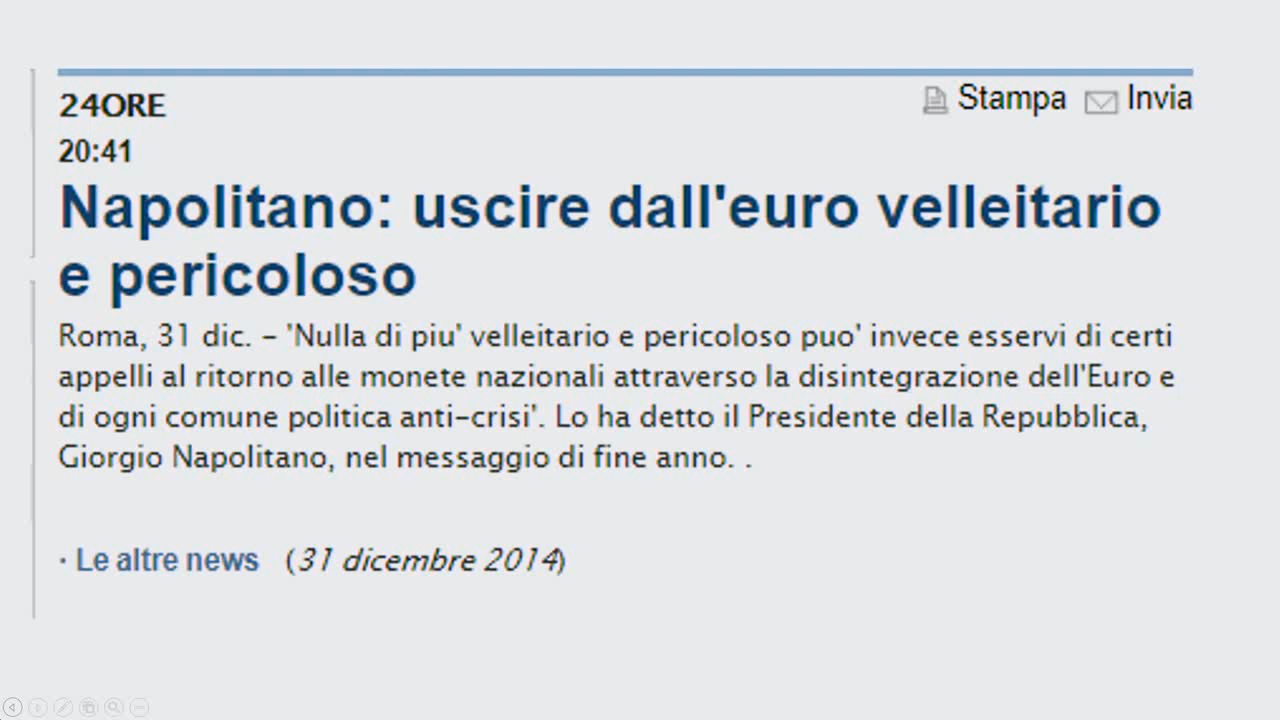 24ORE
Stampa Invia
20:41
Napolitano: uscire dall'euro velleitario
e pericoloso
Roma, 31 dic. - 'Nulla di piu' velleitario e pericoloso puo' invece esservi di certi
appelli al ritorno alle monete nazionali attraverso la disintegrazione dell'Euro e
di ogni comune politica anti-crisi'. Lo ha detto il Presidente della Repubblica,
Giorgio Napolitano, nel messaggio di fine anno. .
· Le altre news (31 dicembre 2014)